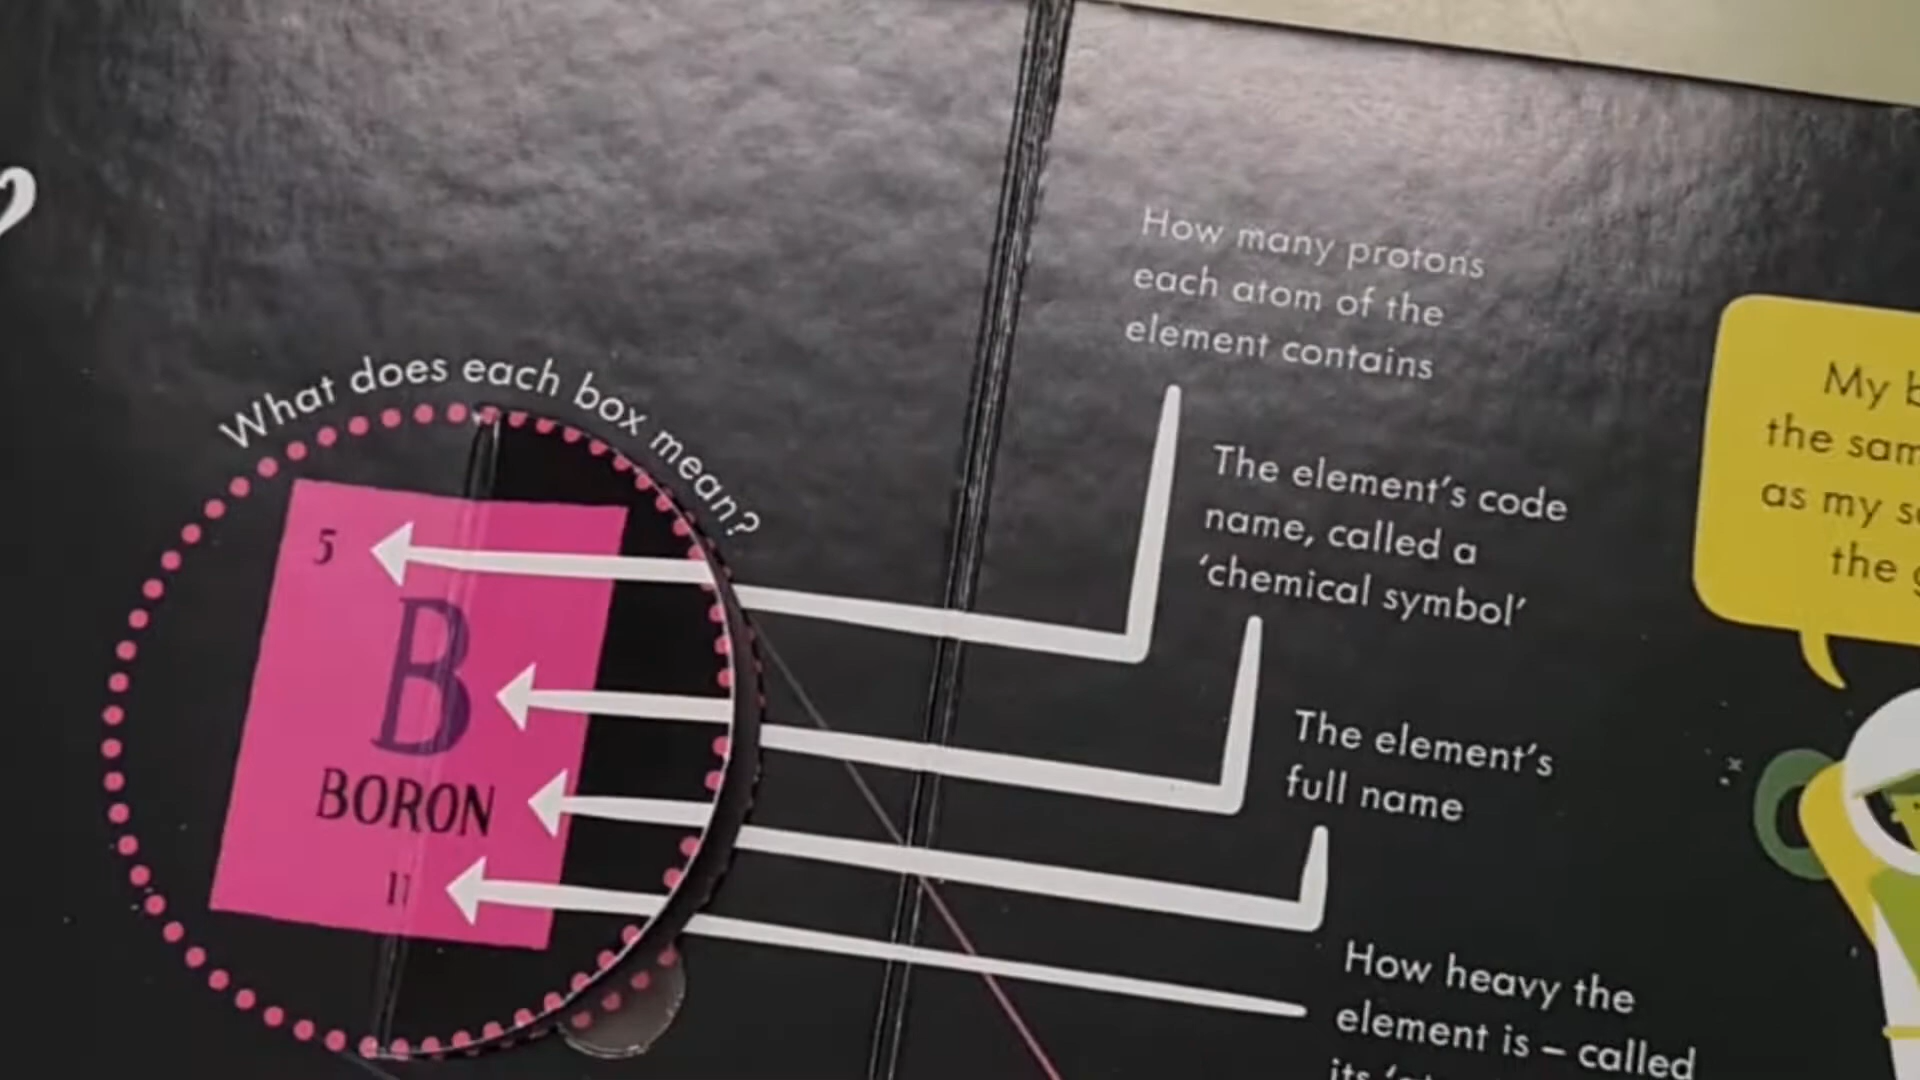 What does each box mean?
5
B
BORON
11
How many protons
each atom of the
element contains
The element's code
name, called a
'chemical symbol'
The element's
full name
How heavy the
element is – called
its
My
the
as my
the